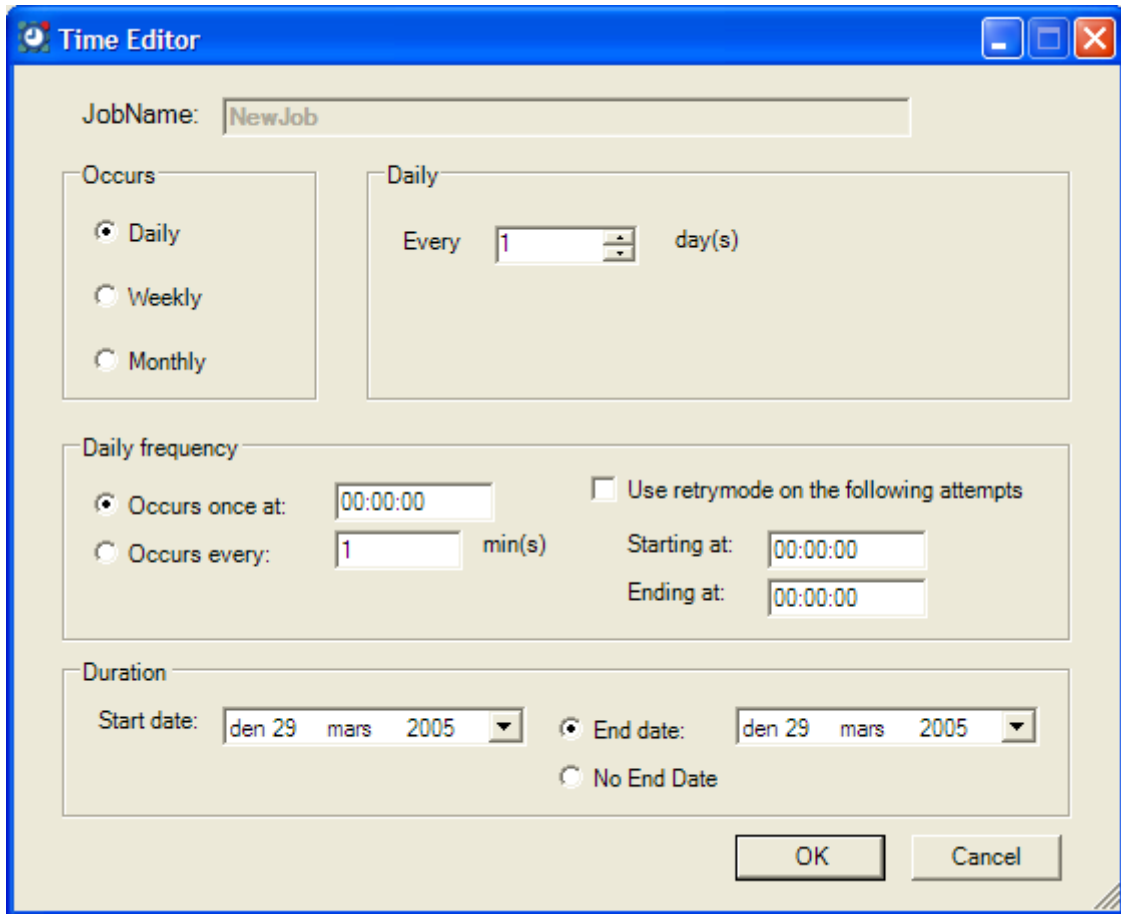 Time Editor
JobName: NewJob
Occurs
Daily
Weekly
Monthly
Daily
Every 1 day(s)
Daily frequency
Occurs once at: 00:00:00
Occurs every: 1 min(s)
Use retrymode on the following attempts
Starting at: 00:00:00
Ending at: 00:00:00
Duration
Start date: den 29 mars 2005
End date: den 29 mars 2005
No End Date
OK Cancel